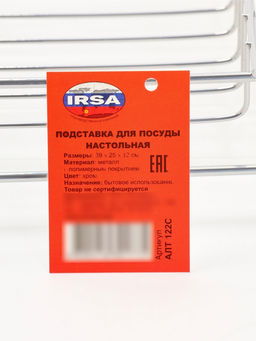 IRSA
ПОДСТАВКА ДЛЯ ПОСУДЫ
НАСТОЛЬНАЯ
Размеры: 39 х 25 х 12 см.
Материал: металл
с полимерным покрытием
Цвет: хром
Назначение: бытовое использование.
Товар не сертифицируется
EAC
Артикул
АЛТ 122С